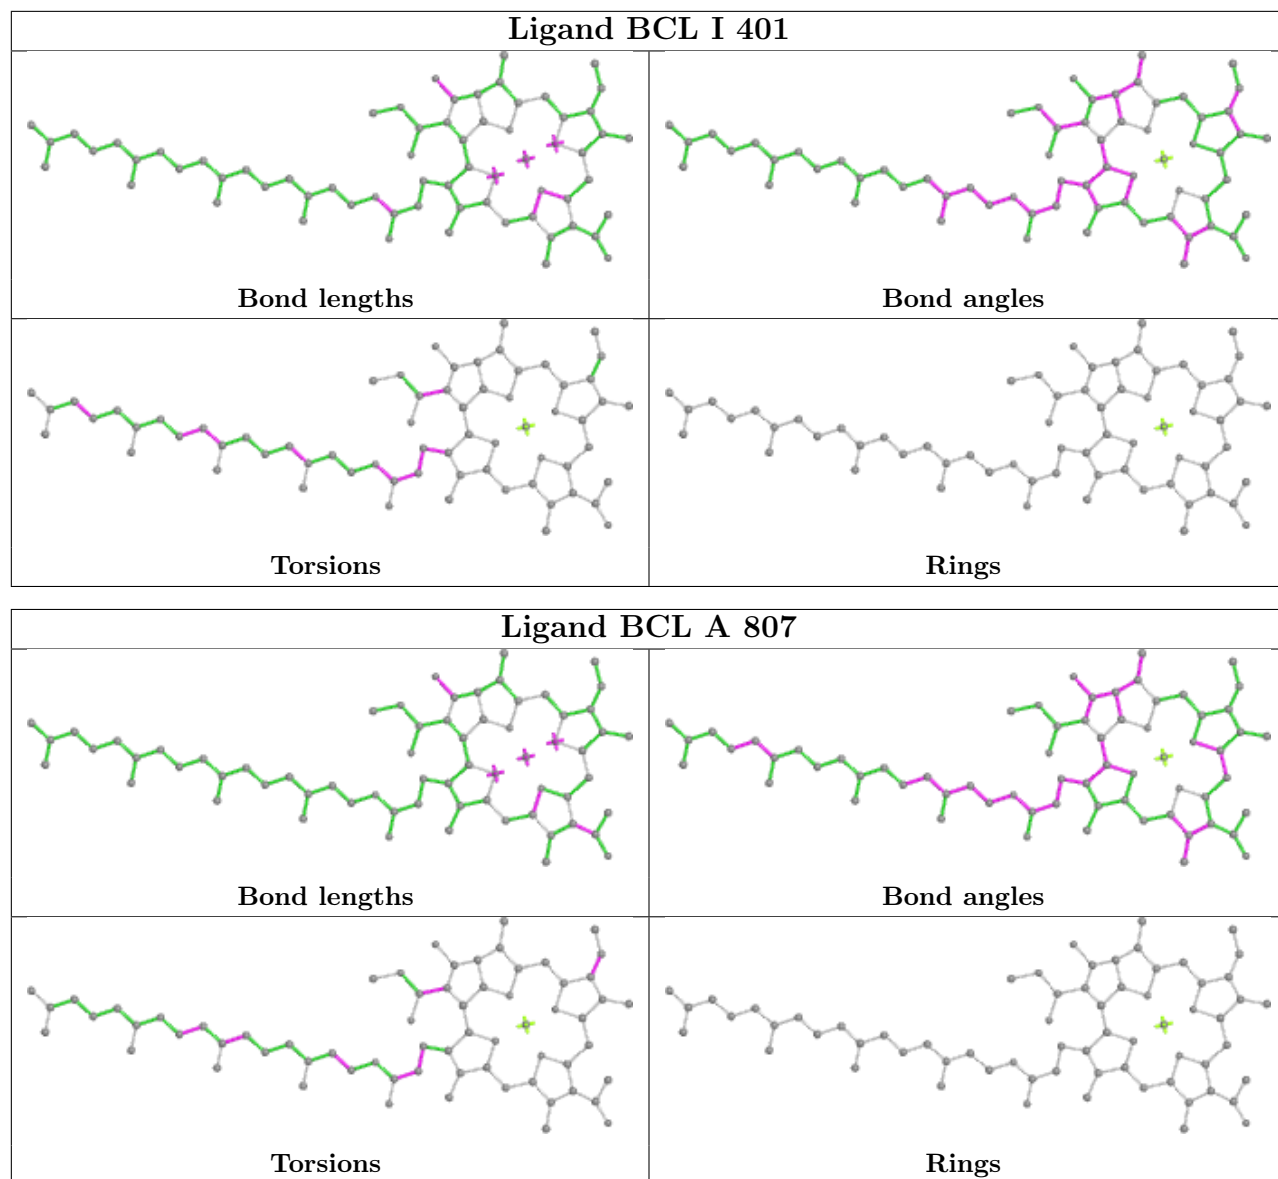 Ligand BCL I 401
Bond lengths
Bond angles
Torsions
Rings
Ligand BCL A 807
Bond lengths
Bond angles
Torsions
Rings